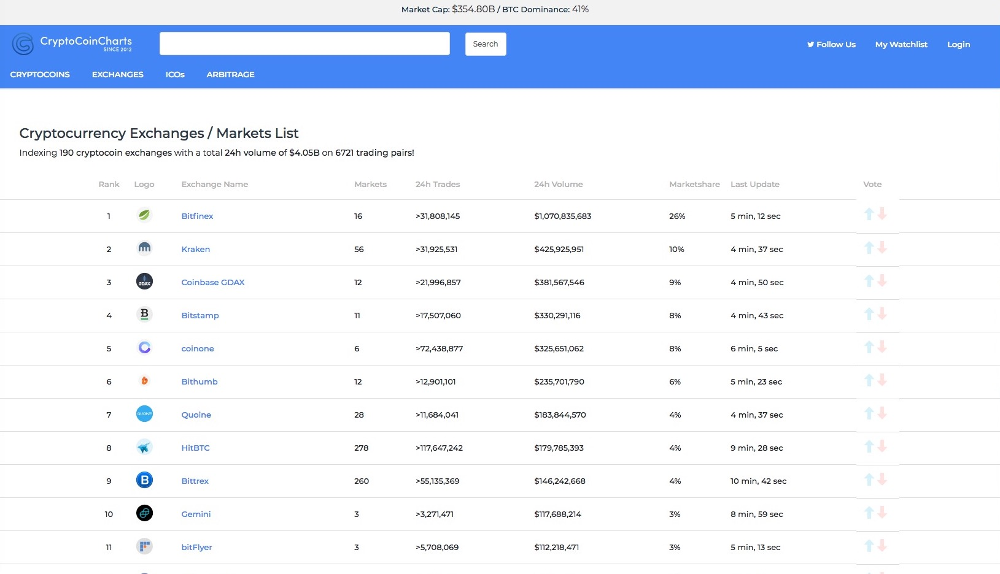 Market Cap: $354.80B / BTC Dominance: 41%
CryptoCoinCharts
SINCE 2012
Search
Follow Us My Watchlist Login
CRYPTOCOINS EXCHANGES ICOs ARBITRAGE
Cryptocurrency Exchanges / Markets List
Indexing 190 cryptocoin exchanges with a total 24h volume of $4.05B on 6721 trading pairs!
Rank Logo Exchange Name Markets 24h Trades 24h Volume Marketshare Last Update Vote
1 Bitfinex 16 >31,808,145 $1,070,835,683 26% 5 min, 12 sec
2 Kraken 56 >31,925,531 $425,925,951 10% 4 min, 37 sec
3 GDAX Coinbase GDAX 12 >21,996,857 $381,567,546 9% 4 min, 50 sec
4 B Bitstamp 11 >17,507,060 $330,291,116 8% 4 min, 43 sec
5 coinone 6 >72,438,877 $325,651,062 8% 6 min, 5 sec
6 Bithumb 12 >12,901,101 $235,701,790 6% 5 min, 23 sec
7 QUOINE Quoine 28 >11,684,041 $183,844,570 4% 4 min, 37 sec
8 HitBTC 278 >117,647,242 $179,785,393 4% 9 min, 28 sec
9 B Bittrex 260 >55,135,369 $146,242,668 4% 10 min, 42 sec
10 Gemini 3 >3,271,471 $117,688,214 3% 8 min, 59 sec
11 bitFlyer 3 >5,708,069 $112,218,471 3% 5 min, 13 sec